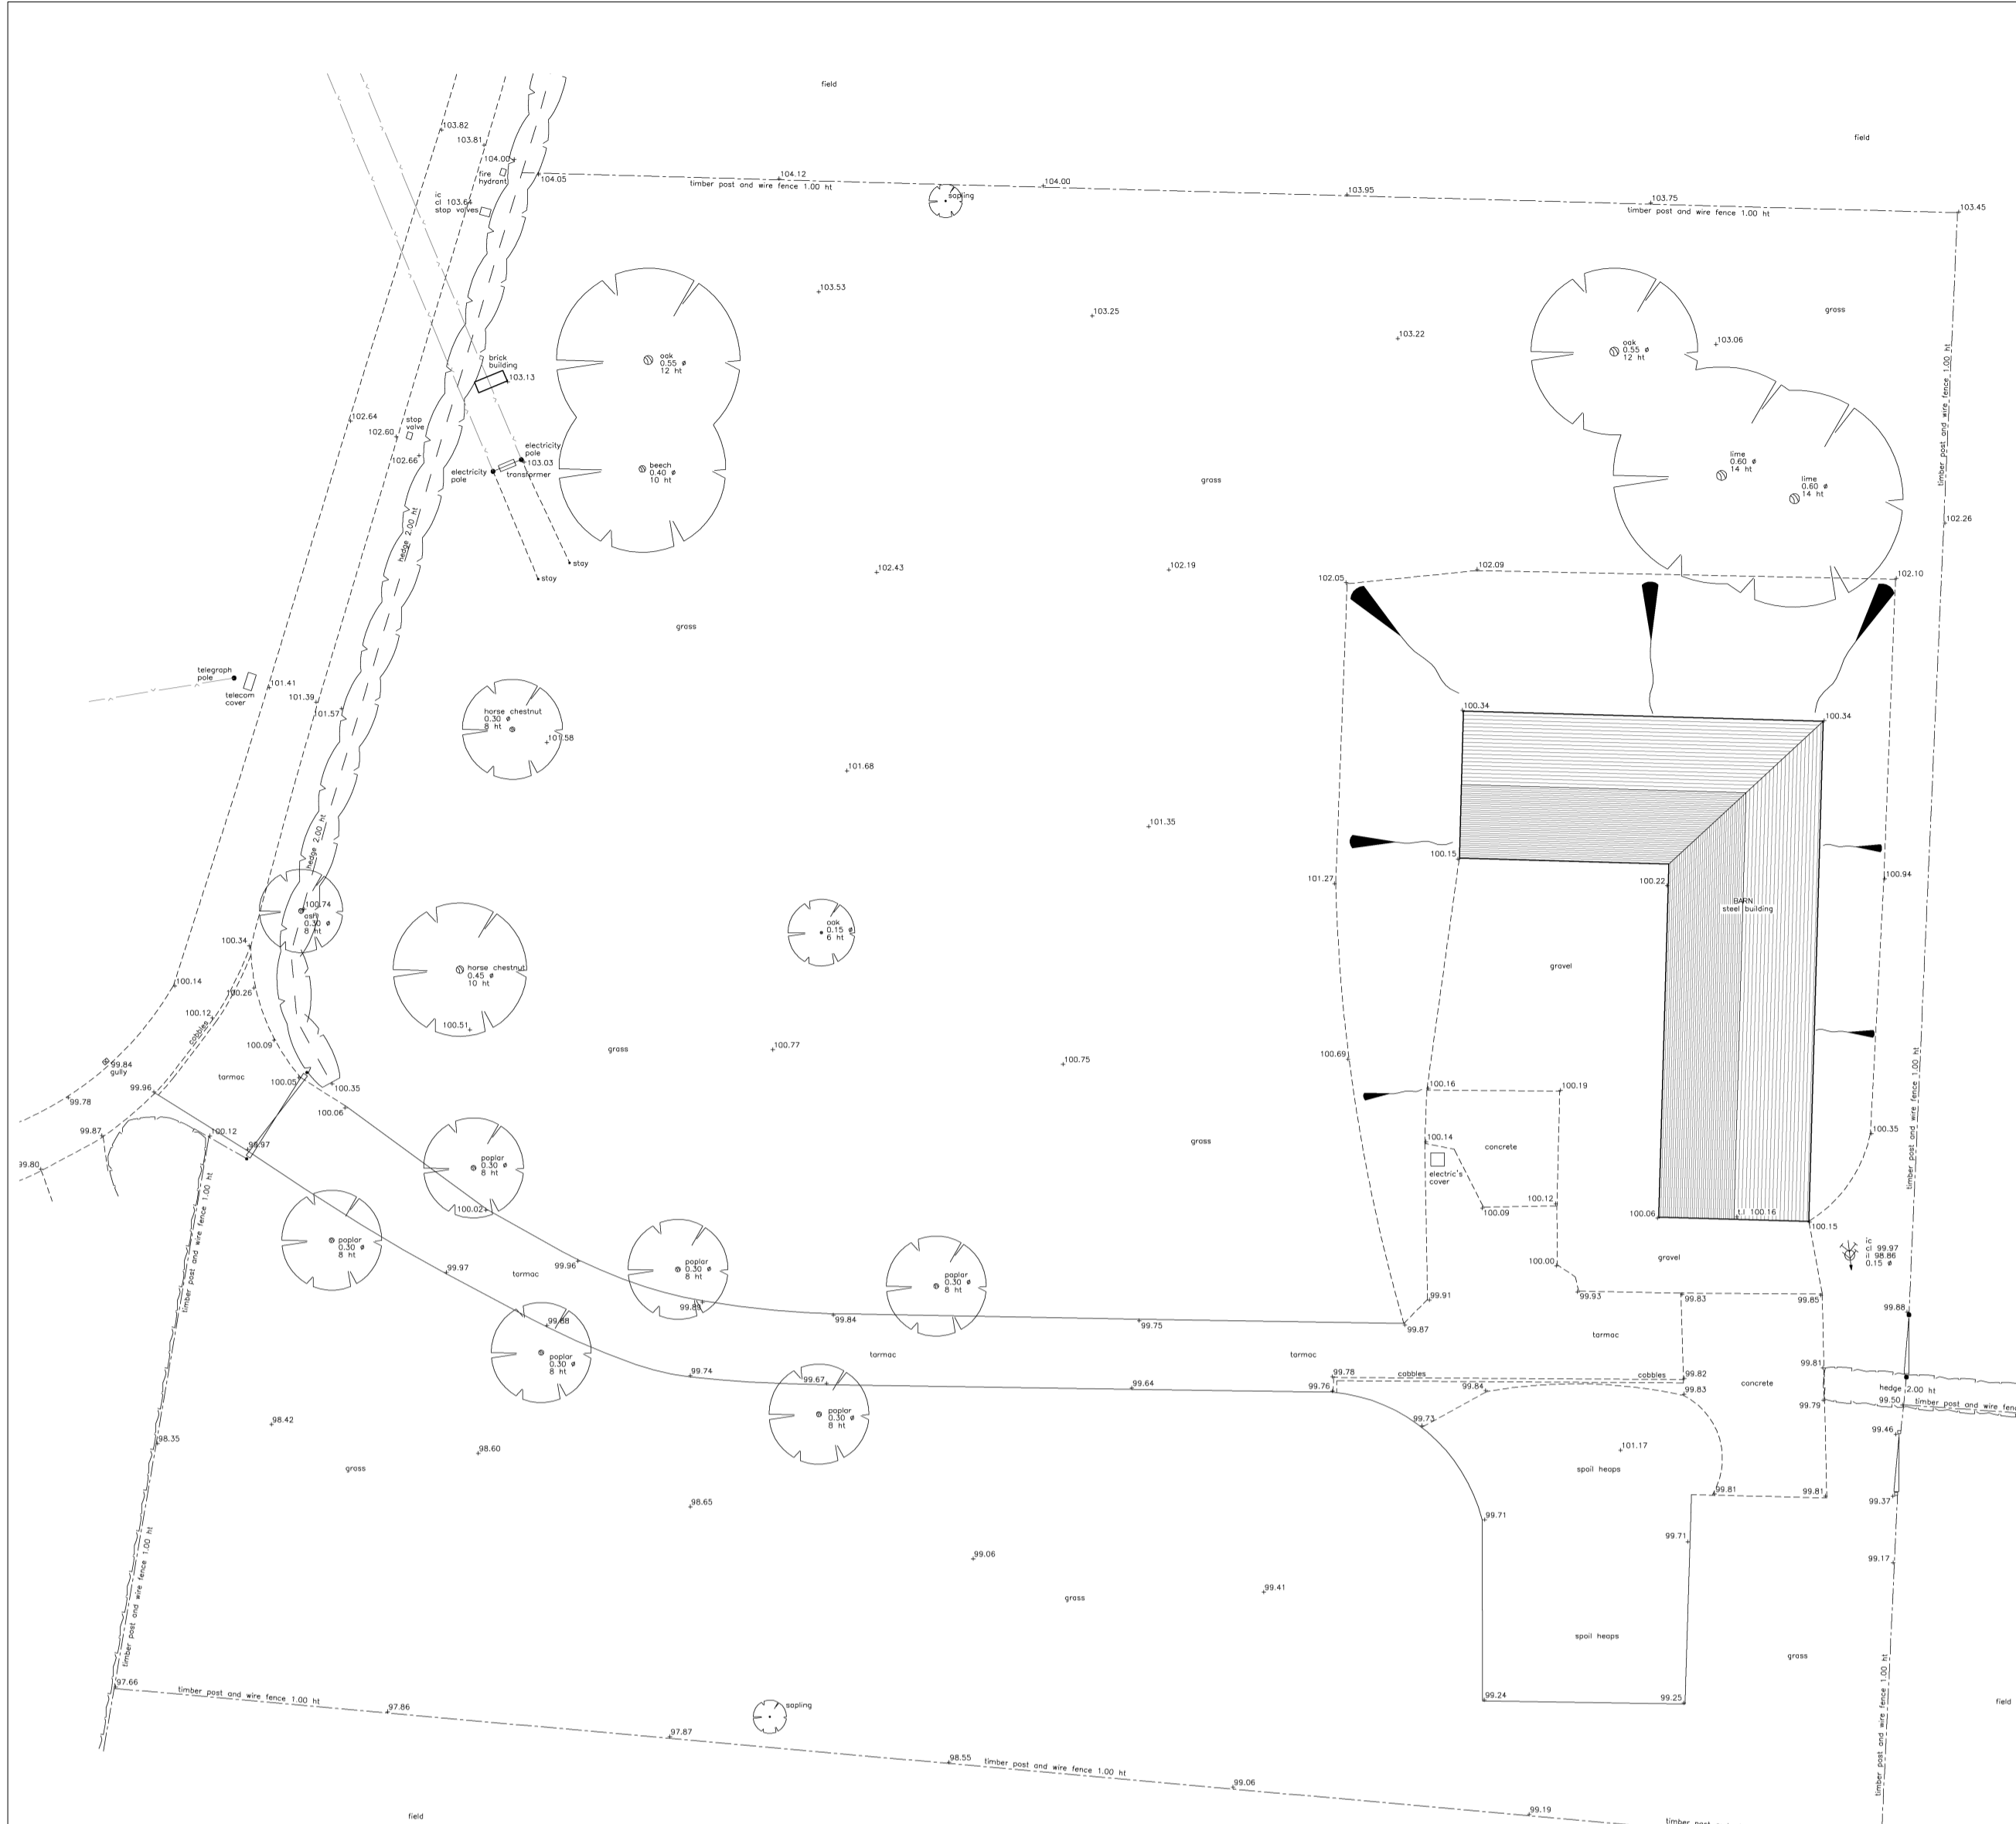 field
field
103.82
103.81
104.00
fire
hydrant
104.05
104.12
timber post and wire fence 1.00 ht
104.00
sapling
103.95
103.75
timber post and wire fence 1.00 ht
103.45
ic
cl 103.64
stop valves
103.53
103.25
103.22
grass
oak
0.55 ø
12 ht
103.06
brick
building
103.13
oak
0.55 ø
12 ht
timber post and wire fence 1.00 ht
102.64
102.60
stop
valve
102.66
electricity
pole
103.03
electricity
pole
transformer
beech
0.40 ø
10 ht
grass
lime
0.60 ø
14 ht
lime
0.60 ø
14 ht
hedge 2.00 ht
102.26
stay
stay
102.43
102.19
102.05
102.09
102.10
grass
telegraph
pole
telecom
cover
101.41
101.39
101.57
horse chestnut
0.30 ø
8 ht
101.58
100.34
100.34
101.68
101.35
hedge 2.00 ht
100.15
101.27
100.22
100.94
BARN
steel building
100.74
ash
0.30 ø
8 ht
oak
0.15 ø
6 ht
100.34
horse chestnut
0.45 ø
10 ht
gravel
100.14
100.26
100.12
cobbles
100.51
100.09
grass
100.77
100.75
100.69
99.84
gully
tarmac
100.05
100.35
99.96
100.06
99.78
100.16
100.19
timber post and wire fence 1.00 ht
99.87
100.12
99.97
99.80
poplar
0.30 ø
8 ht
100.02
grass
100.14
concrete
electric's
cover
100.35
100.12
100.09
100.06
t.l 100.16
100.15
timber post and wire fence 1.00 ht
poplar
0.30 ø
8 ht
99.97
tarmac
99.96
poplar
0.30 ø
8 ht
99.89
poplar
0.30 ø
8 ht
gravel
100.00
ic
cl 99.97
il 98.86
0.15 ø
99.91
99.93
99.83
99.85
99.88
99.88
poplar
0.30 ø
8 ht
99.84
99.75
99.87
tarmac
tarmac
tarmac
99.74
99.67
99.64
99.78
99.76
cobbles
cobbles
99.82
99.83
99.84
99.81
concrete
hedge 2.00 ht
99.79
99.50
timber post and wire
poplar
0.30 ø
8 ht
99.73
98.42
98.35
98.60
grass
101.17
spoil heaps
99.46
99.81
99.81
99.37
98.65
99.71
99.71
timber post and wire fence 1.00 ht
99.06
99.41
99.17
grass
spoil heaps
grass
97.66
timber post and wire fence 1.00 ht
97.86
sapling
99.24
99.25
field
timber post and wire fence 1.00 ht
97.87
98.55
timber post and wire fence 1.00 ht
99.06
99.19
field